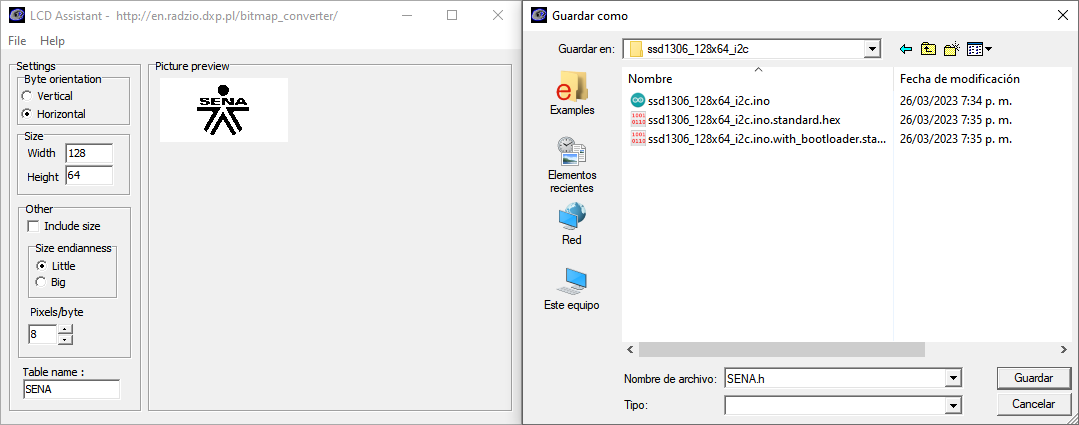 LCD Assistant - http://en.radzio.dxp.pl/bitmap_converter/
File Help
Settings
Byte orientation
Vertical
Horizontal
Size
Width 128
Height 64
Other
Include size
Size endianness
Little
Big
Pixels/byte
8
Table name :
SENA
Picture preview
SENA
Guardar como
Guardar en: ssd1306_128x64_i2c
Examples
Elementos
recientes
Red
Este equipo
Nombre Fecha de modificación
ssd1306_128x64_i2c.ino 26/03/2023 7:34 p. m.
ssd1306_128x64_i2c.ino.standard.hex 26/03/2023 7:35 p. m.
ssd1306_128x64_i2c.ino.with_bootloader.sta... 26/03/2023 7:35 p. m.
Nombre de archivo: SENA.h Guardar
Tipo: Cancelar